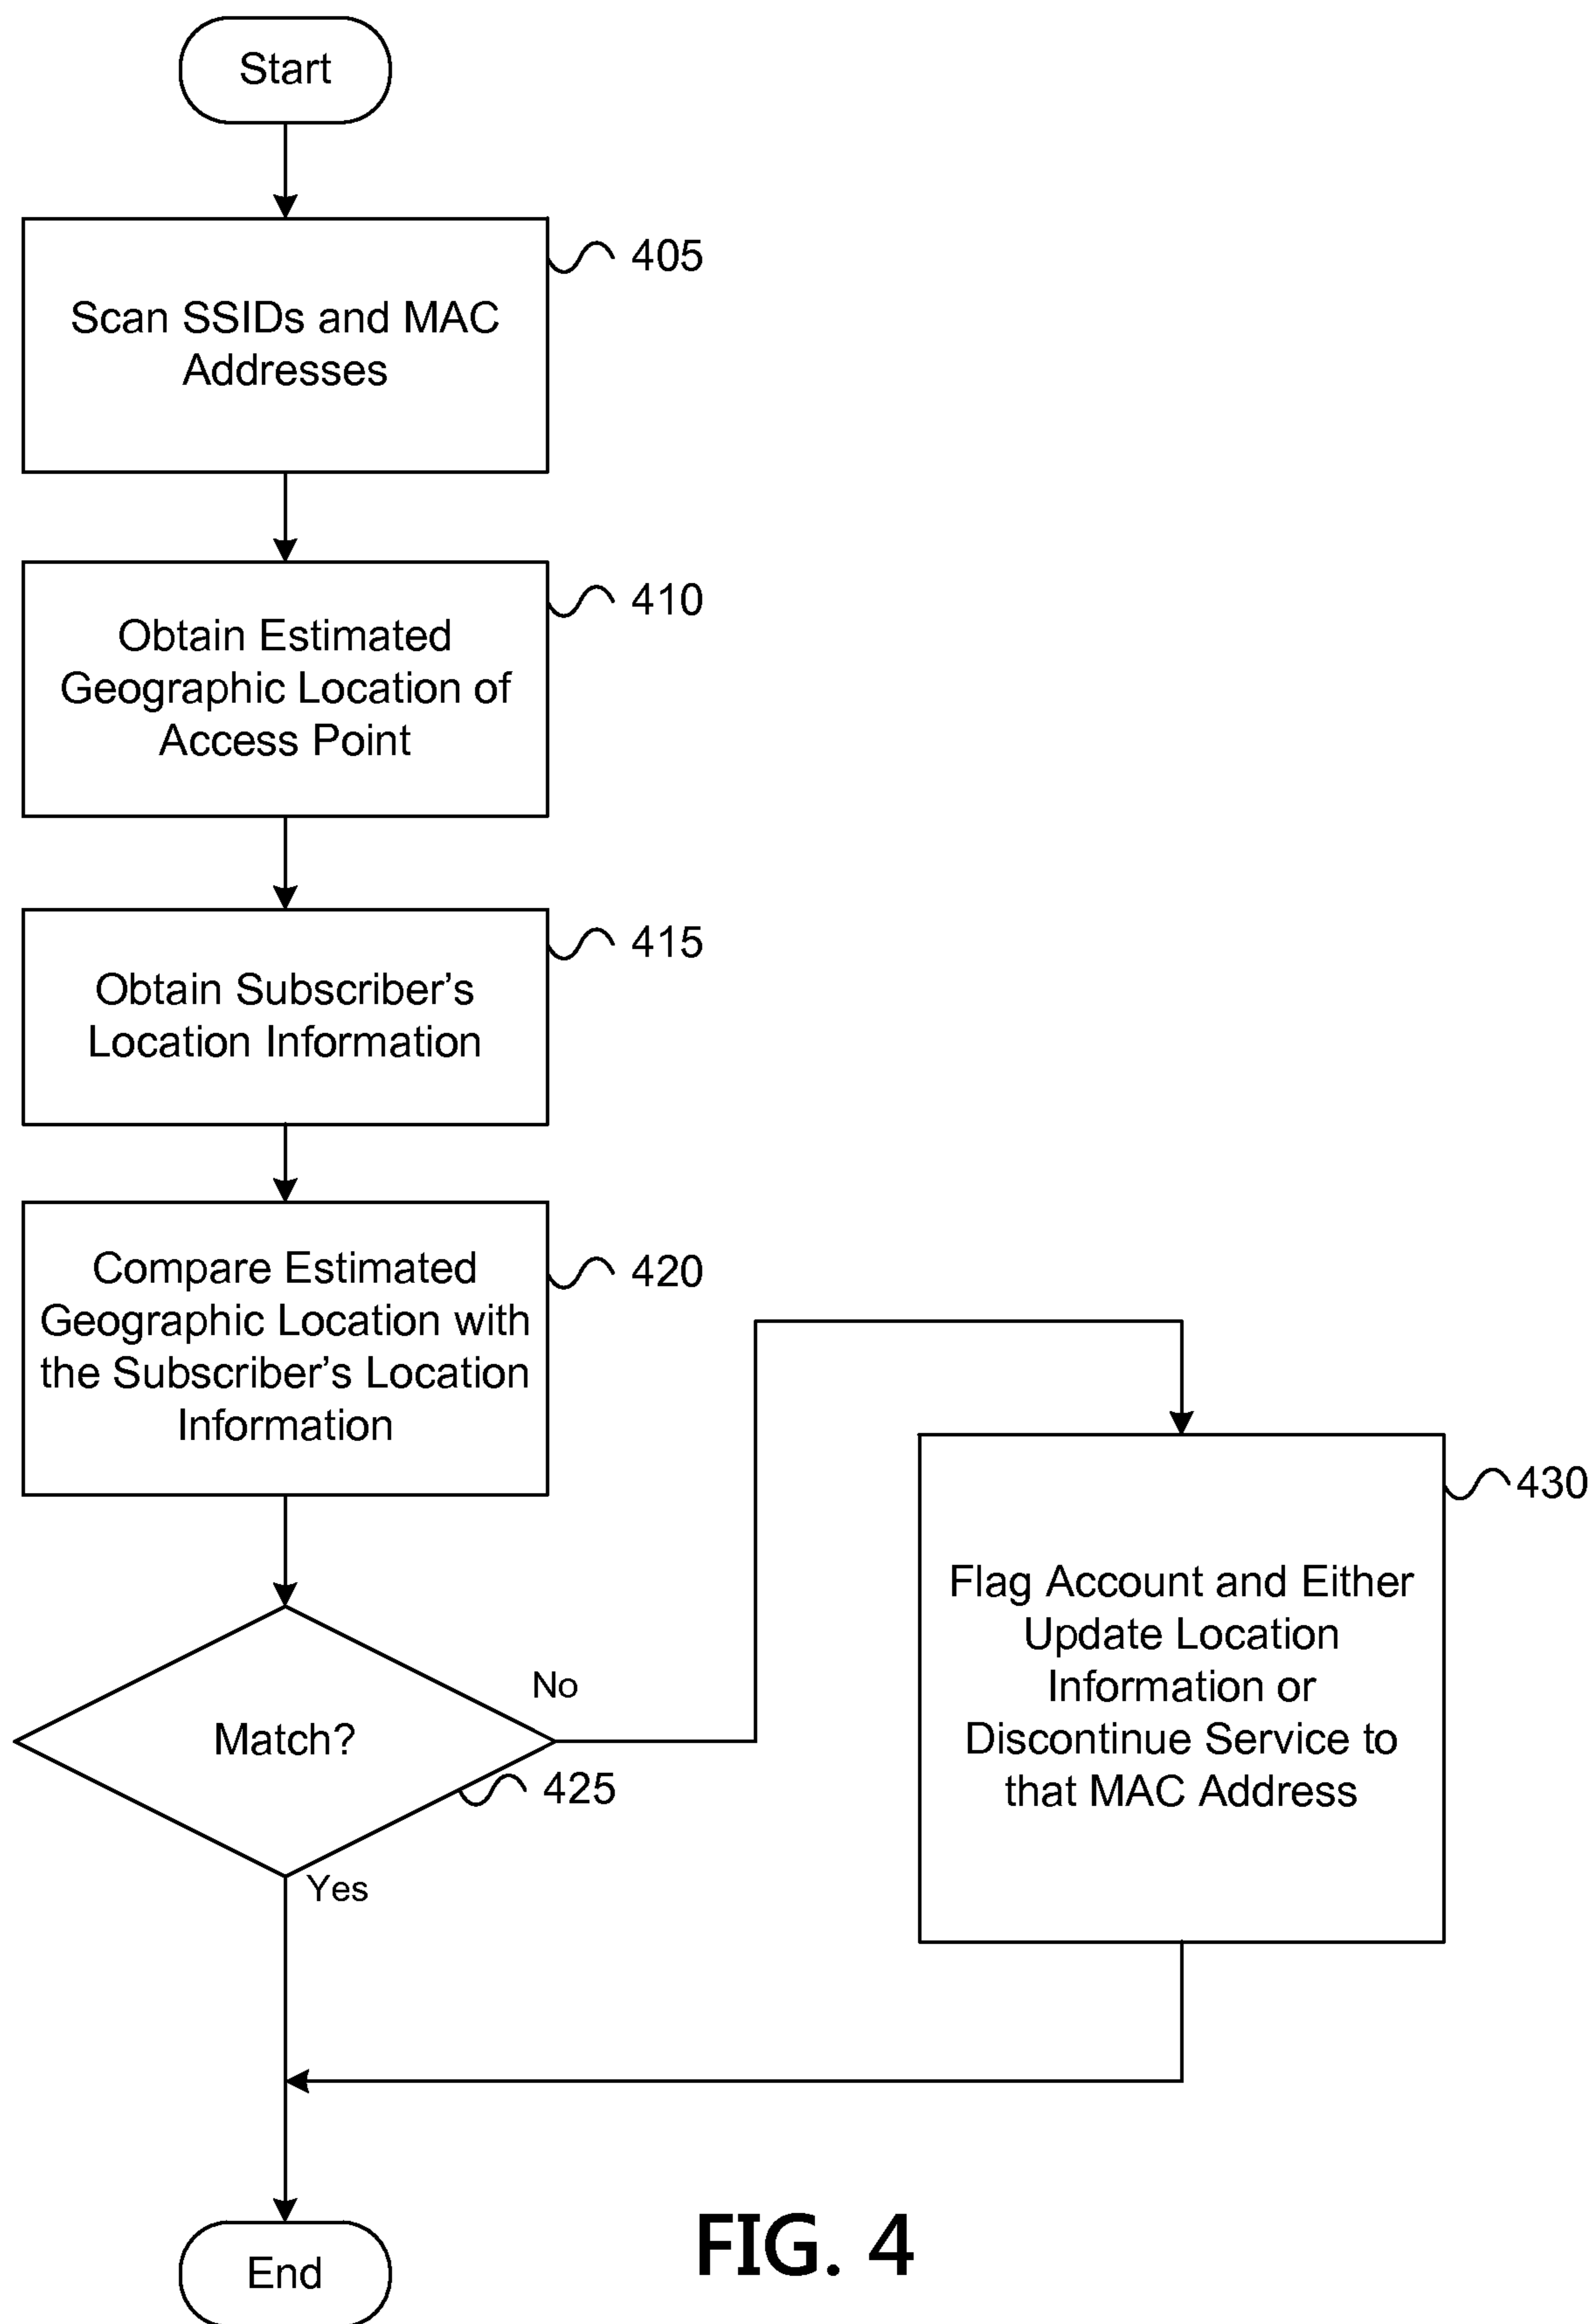 Start
405
Scan SSIDs and MAC
Addresses
410
Obtain Estimated
Geographic Location of
Access Point
415
Obtain Subscriber's
Location Information
420
Compare Estimated
Geographic Location with
the Subscriber's Location
Information
No
Match?
425
Yes
430
Flag Account and Either
Update Location
Information or
Discontinue Service to
that MAC Address
End
FIG. 4